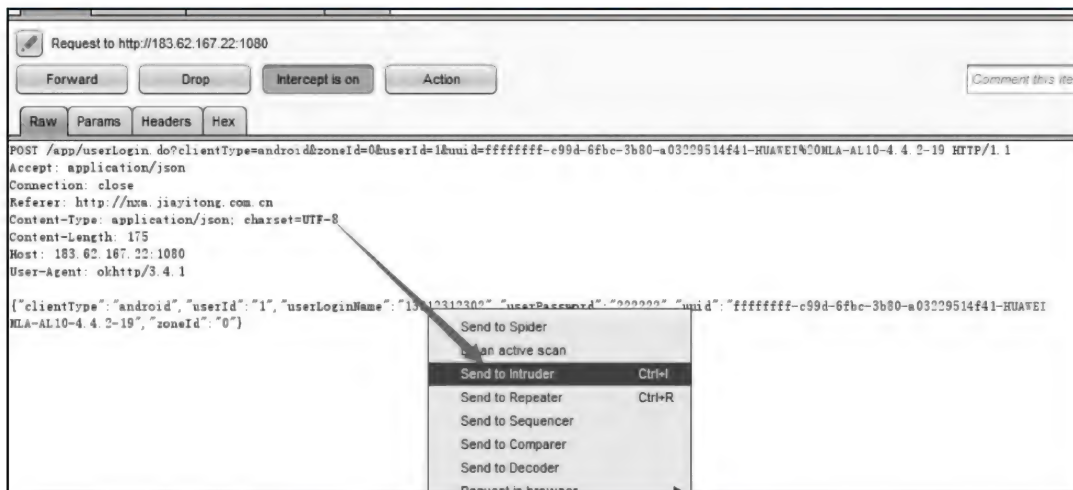 Request to http://183.62.167.22:1080
Forward Drop Intercept is on Action Comment this ite
Raw Params Headers Hex
POST /app/userLogin.do?clientType=android&zoneId=0&userId=1&uuid=ffffffff-c99d-6fbc-3b80-a03229514f41-HUAWEI%20MLA-AL10-4.4.2-19 HTTP/1.1
Accept: application/json
Connection: close
Referer: http://nxa.jiayitong.com.cn
Content-Type: application/json; charset=UTF-8
Content-Length: 175
Host: 183.62.167.22:1080
User-Agent: okhttp/3.4.1
{"clientType":"android","userId":"1","userLoginName":"13612312302","userPassword":"222222","uuid":"ffffffff-c99d-6fbc-3b80-a03229514f41-HUAWEI
MLA-AL10-4.4.2-19","zoneId":"0"}
Send to Spider
an active scan
Send to Intruder Ctrl+I
Send to Repeater Ctrl+R
Send to Sequencer
Send to Comparer
Send to Decoder
Request in browser